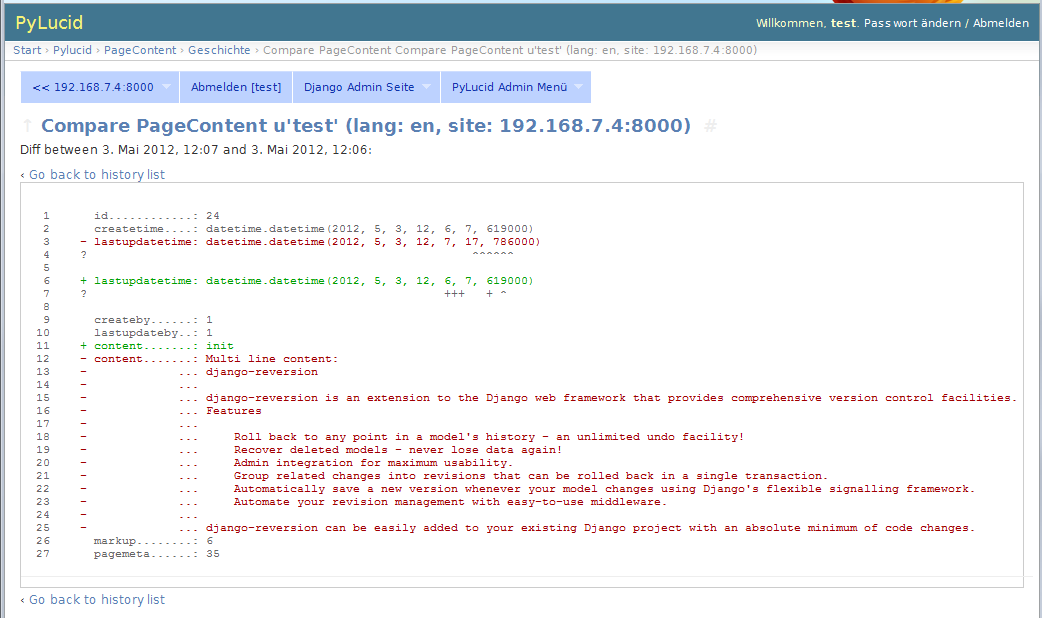 PyLucid
Willkommen, test. Passwort ändern / Abmelden
Start › Pylucid › PageContent › Geschichte › Compare PageContent Compare PageContent u'test' (lang: en, site: 192.168.7.4:8000)
<< 192.168.7.4:8000 Abmelden [test] Django Admin Seite PyLucid Admin Menü
↑ Compare PageContent u'test' (lang: en, site: 192.168.7.4:8000) #
Diff between 3. Mai 2012, 12:07 and 3. Mai 2012, 12:06:
‹ Go back to history list
1 id............: 24
2 createtime....: datetime.datetime(2012, 5, 3, 12, 6, 7, 619000)
3 - lastupdatetime: datetime.datetime(2012, 5, 3, 12, 7, 17, 786000)
4 ? ^^^^^^
5
6 + lastupdatetime: datetime.datetime(2012, 5, 3, 12, 6, 7, 619000)
7 ? +++ + ^
8
9 createby......: 1
10 lastupdateby..: 1
11 + content.......: init
12 - content.......: Multi line content:
13 - ... django-reversion
14 - ...
15 - ... django-reversion is an extension to the Django web framework that provides comprehensive version control facilities.
16 - ... Features
17 - ...
18 - ... Roll back to any point in a model's history - an unlimited undo facility!
19 - ... Recover deleted models - never lose data again!
20 - ... Admin integration for maximum usability.
21 - ... Group related changes into revisions that can be rolled back in a single transaction.
22 - ... Automatically save a new version whenever your model changes using Django's flexible signalling framework.
23 - ... Automate your revision management with easy-to-use middleware.
24 - ...
25 - ... django-reversion can be easily added to your existing Django project with an absolute minimum of code changes.
26 markup........: 6
27 pagemeta......: 35
‹ Go back to history list